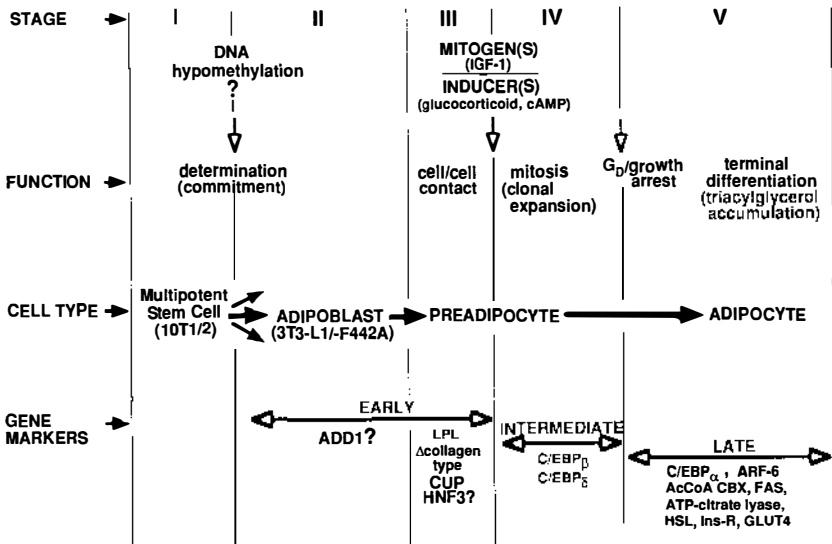 STAGE I II III IV V
DNA
hypomethylation
?
MITOGEN(S)
(IGF-1)
INDUCER(S)
(glucocorticoid, cAMP)
FUNCTION
determination
(commitment)
cell/cell
contact
mitosis
(clonal
expansion)
G_D/growth
arrest
terminal
differentiation
(triacylglycerol
accumulation)
CELL TYPE
Multipotent
Stem Cell
(10T1/2)
ADIPOBLAST
(3T3-L1/-F442A)
PREADIPOCYTE
ADIPOCYTE
GENE
MARKERS
EARLY
ADD1?
LPL
Δcollagen
type
CUP
HNF3?
INTERMEDIATE
C/EBPβ
C/EBPδ
LATE
C/EBPα , ARF-6
AcCoA CBX, FAS,
ATP-citrate lyase,
HSL, Ins-R, GLUT4